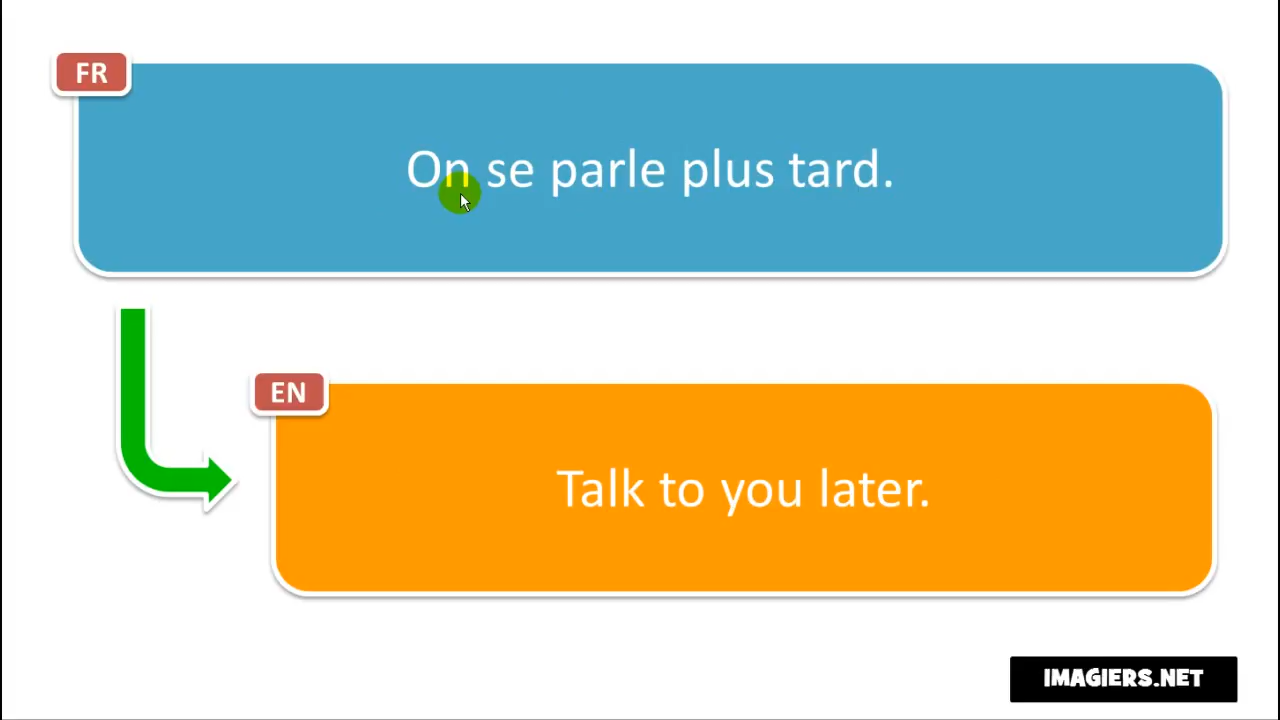 FR
On se parle plus tard.
EN
Talk to you later.
IMAGIERS.NET